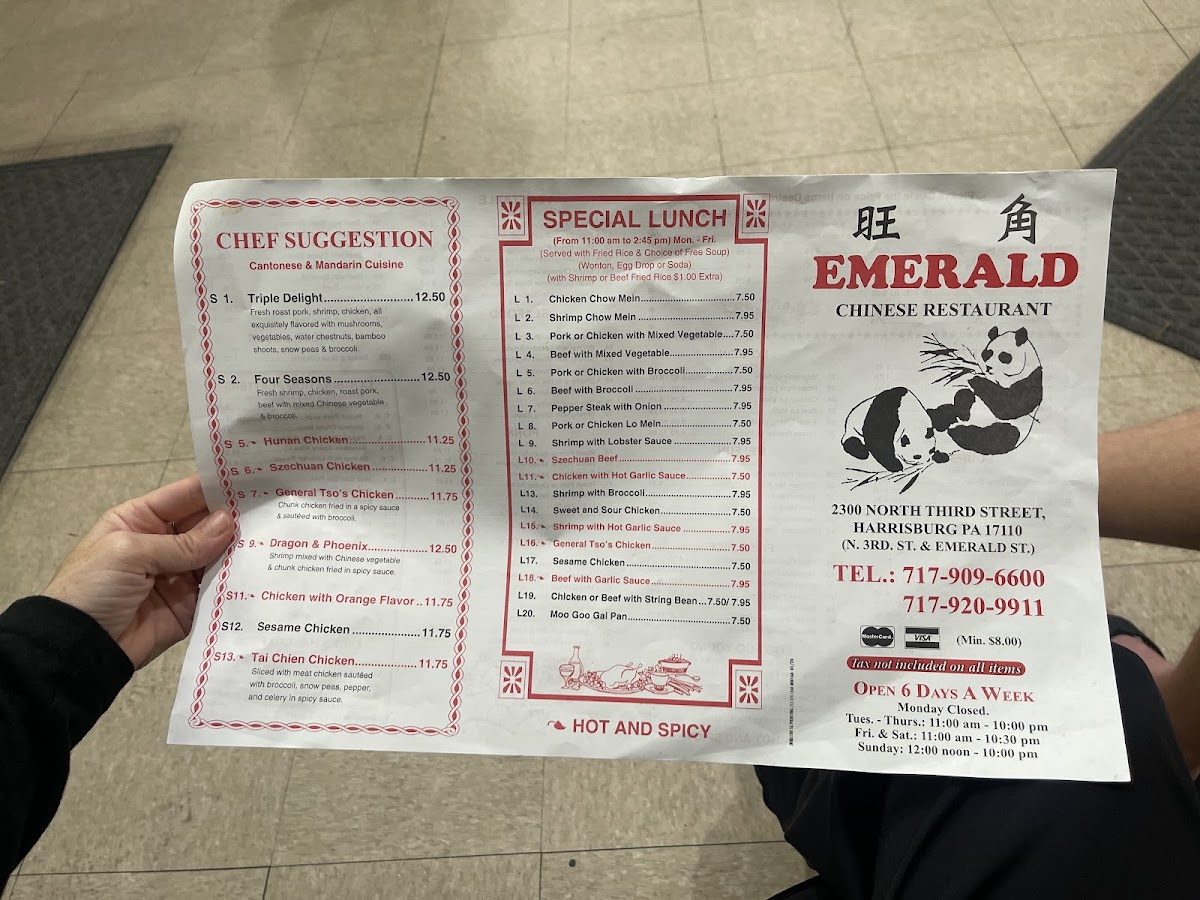 CHEF SUGGESTION
Cantonese & Mandarin Cuisine
S 1. Triple Delight..........................12.50
Fresh roast pork, shrimp, chicken, all
exquisitely flavored with mushrooms,
vegetables, water chestnuts, bamboo
shoots, snow peas & broccoli.
S 2. Four Seasons.........................12.50
Fresh shrimp, chicken, roast pork,
beef with mixed Chinese vegetable
& broccoli.
S 5. Hunan Chicken......................11.25
S 6. Szechuan Chicken.................11.25
S 7. General Tso's Chicken..........11.75
Chunk chicken fried in a spicy sauce
& sautéed with broccoli.
S 9. Dragon & Phoenix.................12.50
Shrimp mixed with Chinese vegetable
& chunk chicken fried in spicy sauce.
S11. Chicken with Orange Flavor..11.75
S12. Sesame Chicken....................11.75
S13. Tai Chien Chicken.................11.75
Sliced with meat chicken sautéed
with broccoli, snow peas, pepper,
and celery in spicy sauce.
SPECIAL LUNCH
(From 11:00 am to 2:45 pm) Mon. - Fri.
(Served with Fried Rice & Choice of Free Soup)
(Wonton, Egg Drop or Soda)
(with Shrimp or Beef Fried Rice $1.00 Extra)
L 1. Chicken Chow Mein..............................7.50
L 2. Shrimp Chow Mein...............................7.95
L 3. Pork or Chicken with Mixed Vegetable....7.50
L 4. Beef with Mixed Vegetable....................7.95
L 5. Pork or Chicken with Broccoli................7.50
L 6. Beef with Broccoli................................7.95
L 7. Pepper Steak with Onion......................7.95
L 8. Pork or Chicken Lo Mein......................7.50
L 9. Shrimp with Lobster Sauce...................7.95
L10. Szechuan Beef....................................7.95
L11. Chicken with Hot Garlic Sauce..............7.50
L13. Shrimp with Broccoli............................7.95
L14. Sweet and Sour Chicken......................7.50
L15. Shrimp with Hot Garlic Sauce...............7.95
L16. General Tso's Chicken.........................7.50
L17. Sesame Chicken.................................7.50
L18. Beef with Garlic Sauce........................7.95
L19. Chicken or Beef with String Bean...7.50/ 7.95
L20. Moo Goo Gai Pan...............................7.50
HOT AND SPICY
旺 角
EMERALD
CHINESE RESTAURANT
2300 NORTH THIRD STREET,
HARRISBURG PA 17110
(N. 3RD. ST. & EMERALD ST.)
TEL.: 717-909-6600
717-920-9911
MasterCard VISA (Min. $8.00)
Tax not included on all items
OPEN 6 DAYS A WEEK
Monday Closed.
Tues. - Thurs.: 11:00 am - 10:00 pm
Fri. & Sat.: 11:00 am - 10:30 pm
Sunday: 12:00 noon - 10:00 pm